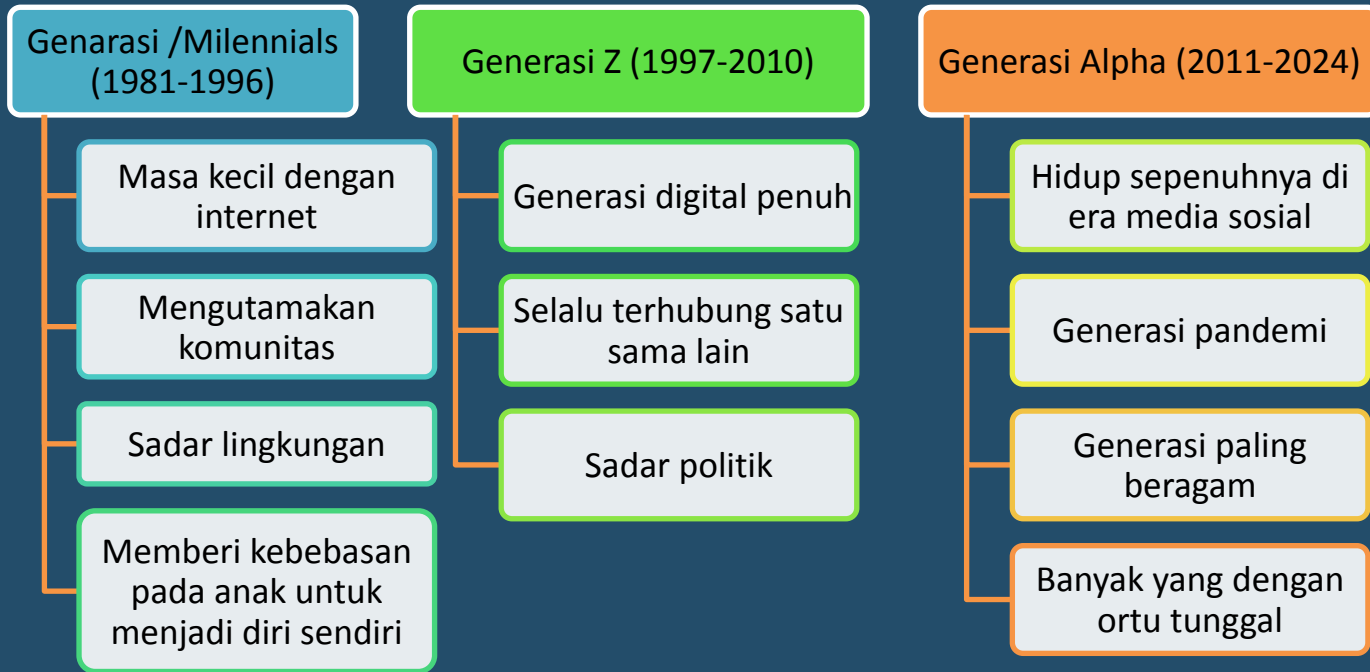 Genarasi /Milennials
(1981-1996)
Masa kecil dengan
internet
Mengutamakan
komunitas
Sadar lingkungan
Memberi kebebasan
pada anak untuk
menjadi diri sendiri
Generasi Z (1997-2010)
Generasi digital penuh
Selalu terhubung satu
sama lain
Sadar politik
Generasi Alpha (2011-2024)
Hidup sepenuhnya di
era media sosial
Generasi pandemi
Generasi paling
beragam
Banyak yang dengan
ortu tunggal